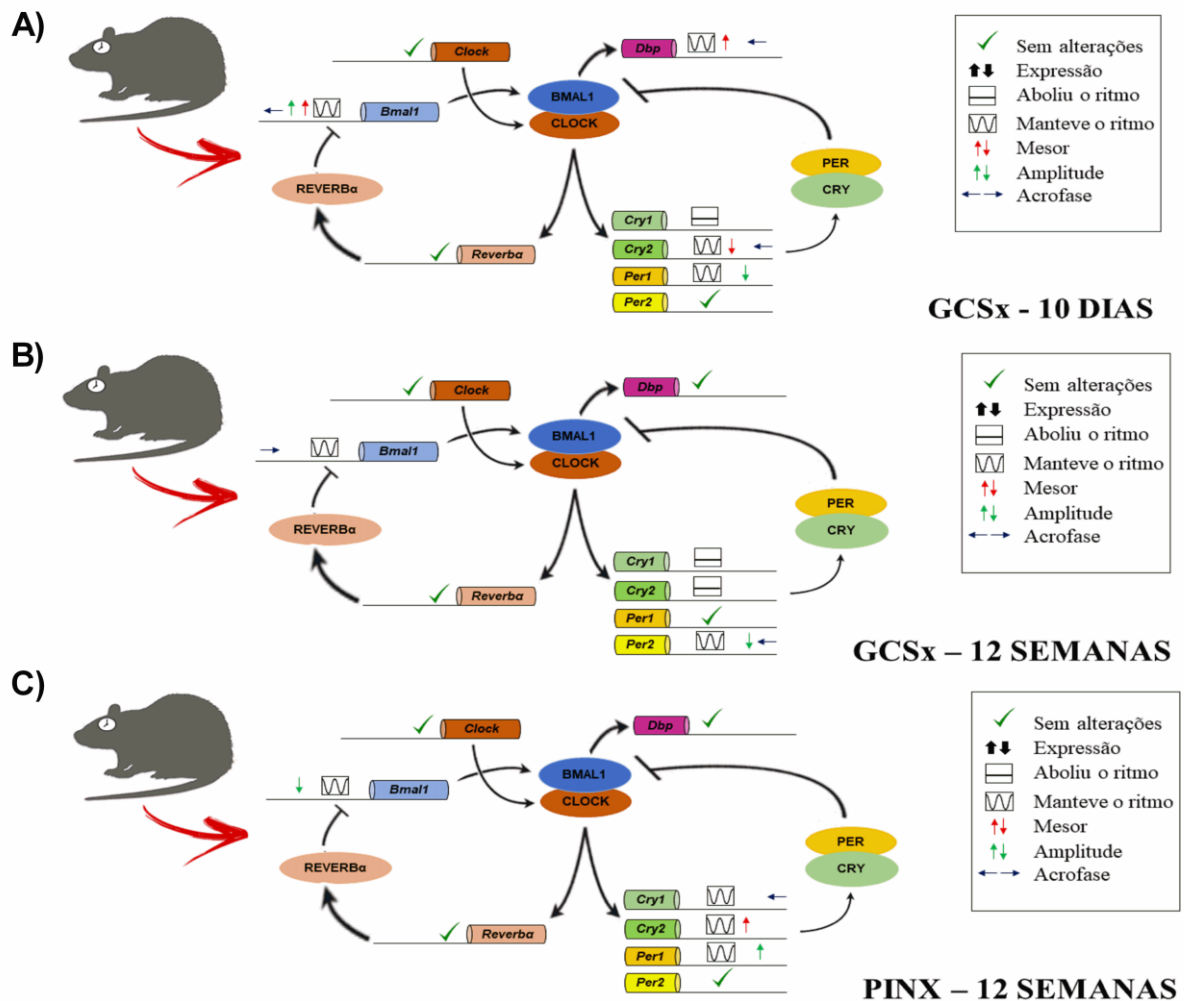 A)
Clock
Dbp
Bmal1
BMAL1
CLOCK
REVERBα
PER
CRY
Reverbα
Cry1
Cry2
Per1
Per2
Sem alterações
Expressão
Aboliu o ritmo
Manteve o ritmo
Mesor
Amplitude
Acrofase
GCSx - 10 DIAS
B)
Clock
Dbp
Bmal1
BMAL1
CLOCK
REVERBα
PER
CRY
Reverbα
Cry1
Cry2
Per1
Per2
Sem alterações
Expressão
Aboliu o ritmo
Manteve o ritmo
Mesor
Amplitude
Acrofase
GCSx – 12 SEMANAS
C)
Clock
Dbp
Bmal1
BMAL1
CLOCK
REVERBα
PER
CRY
Reverbα
Cry1
Cry2
Per1
Per2
Sem alterações
Expressão
Aboliu o ritmo
Manteve o ritmo
Mesor
Amplitude
Acrofase
PINX – 12 SEMANAS